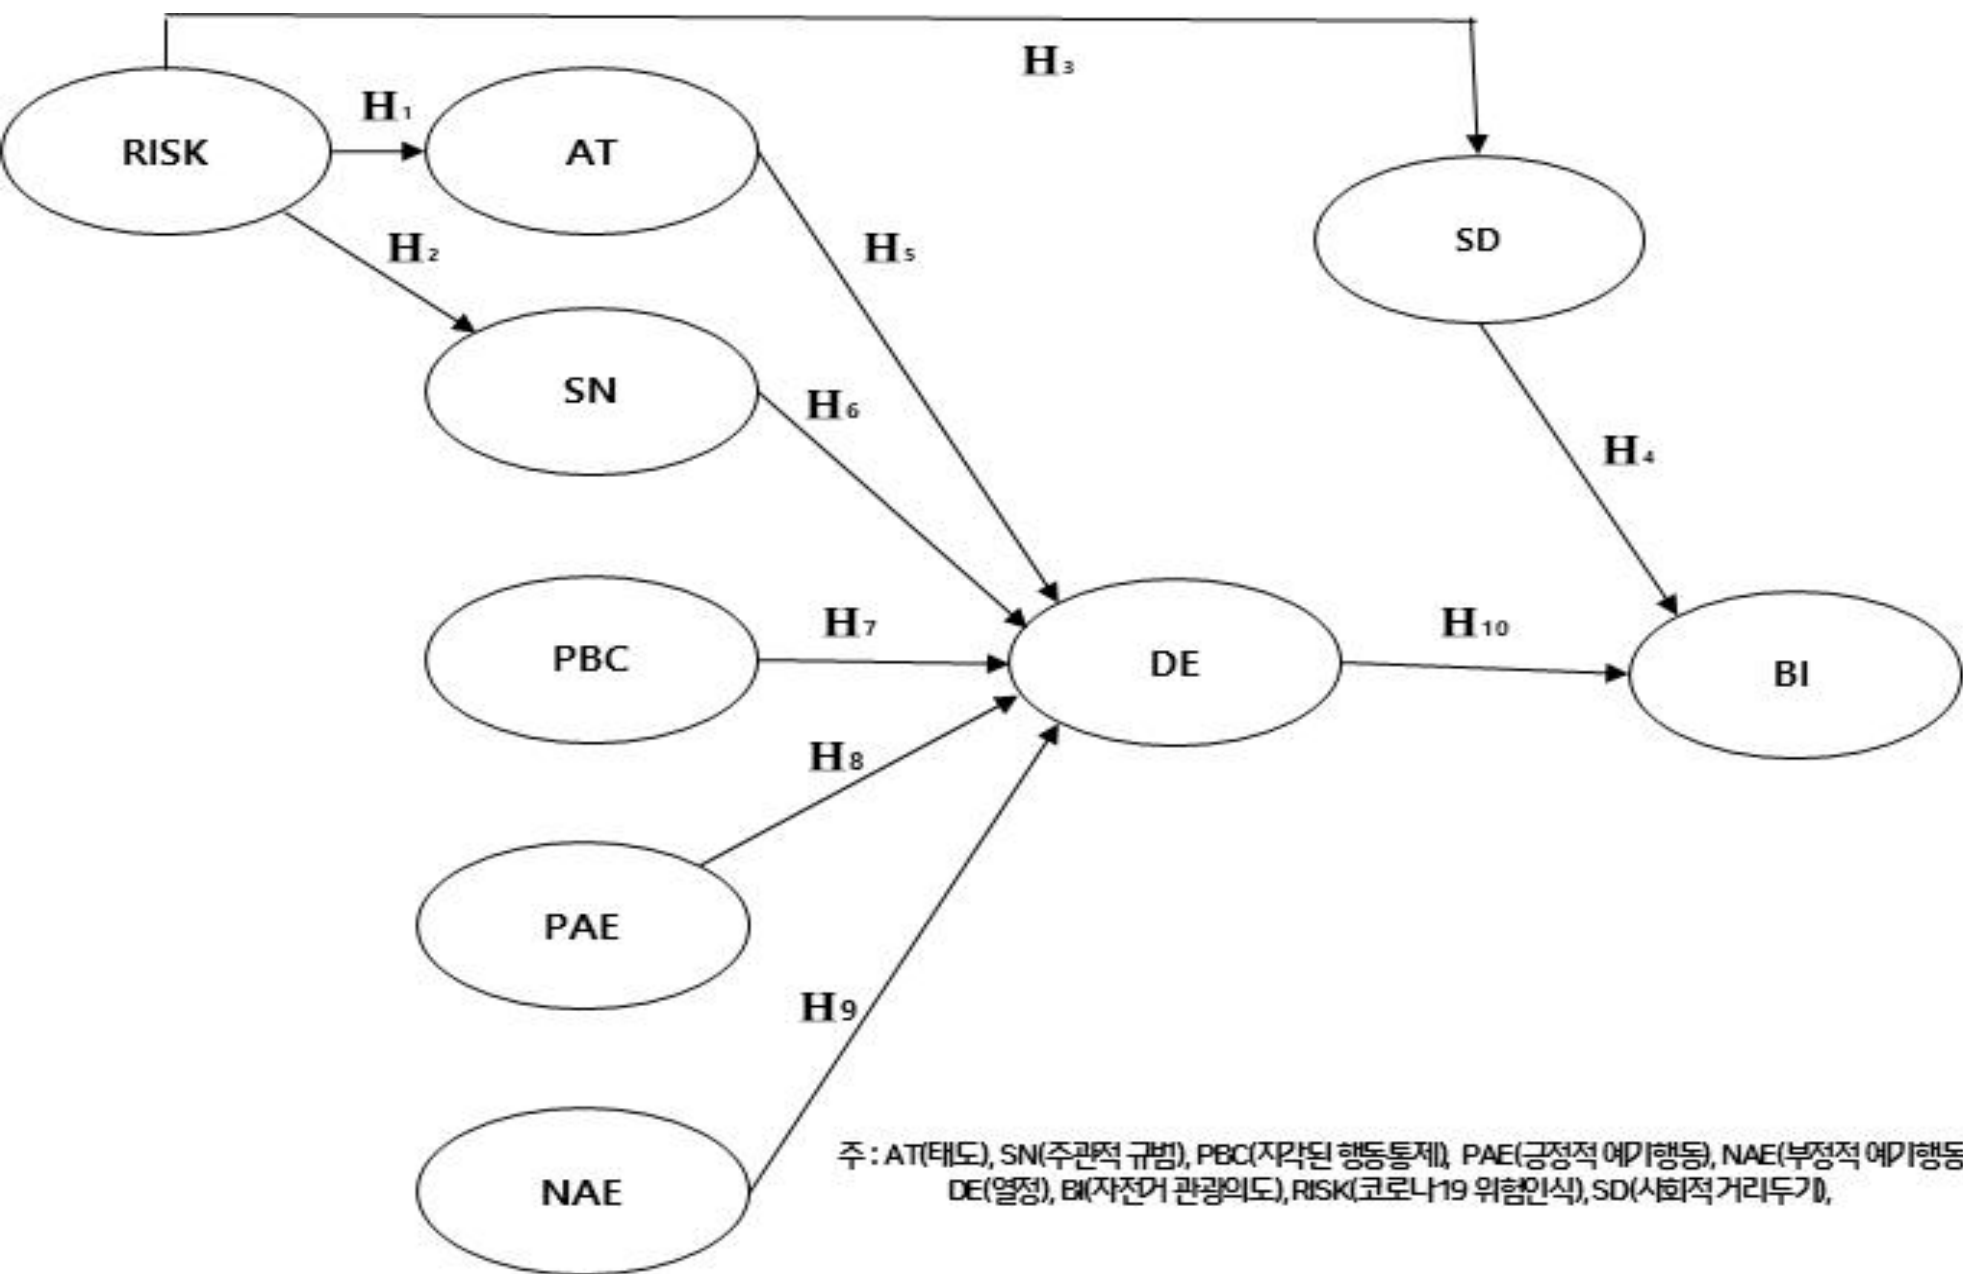 H₃
RISK
H₁
AT
SD
H₂
H₅
SN
H₆
H₄
PBC
H₇
DE
H₁₀
BI
H₈
PAE
H₉
NAE
주 : AT(태도), SN(주관적 규범), PBC(지각된 행동통제), PAE(긍정적 예기행동), NAE(부정적 예기행동
DE(열정), BI(자전거 관광의도), RISK(코로나19 위험인식), SD(사회적 거리두기),